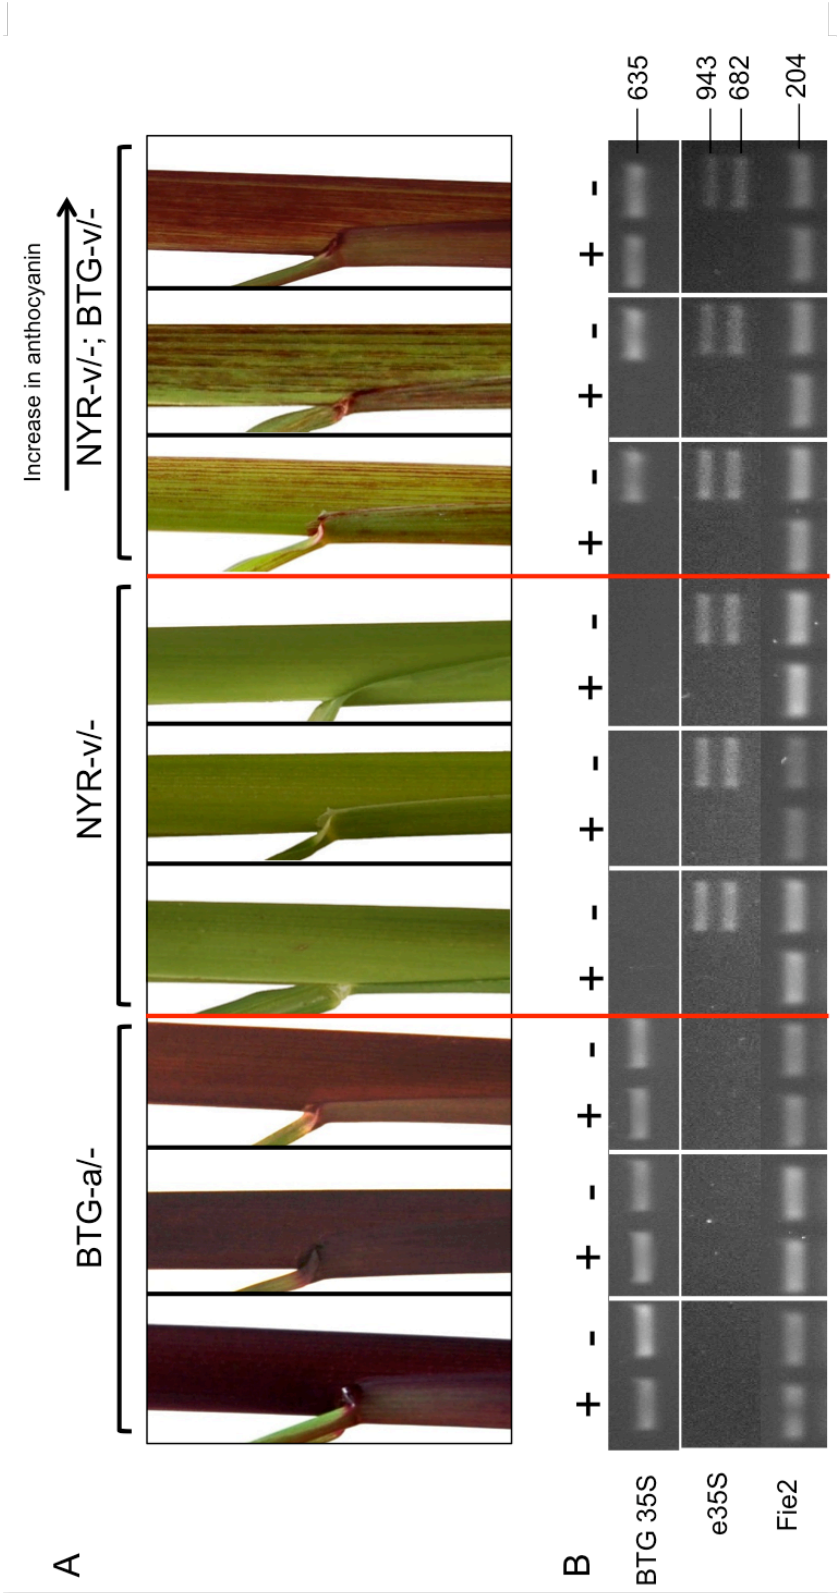 A
BTG-a/-
NYR-v/-
NYR-v/-; BTG-v/-
Increase in anthocyanin
B
+ - + - + - + - + - + - + - + - + -
BTG 35S
635
e35S
943
682
Fie2
204